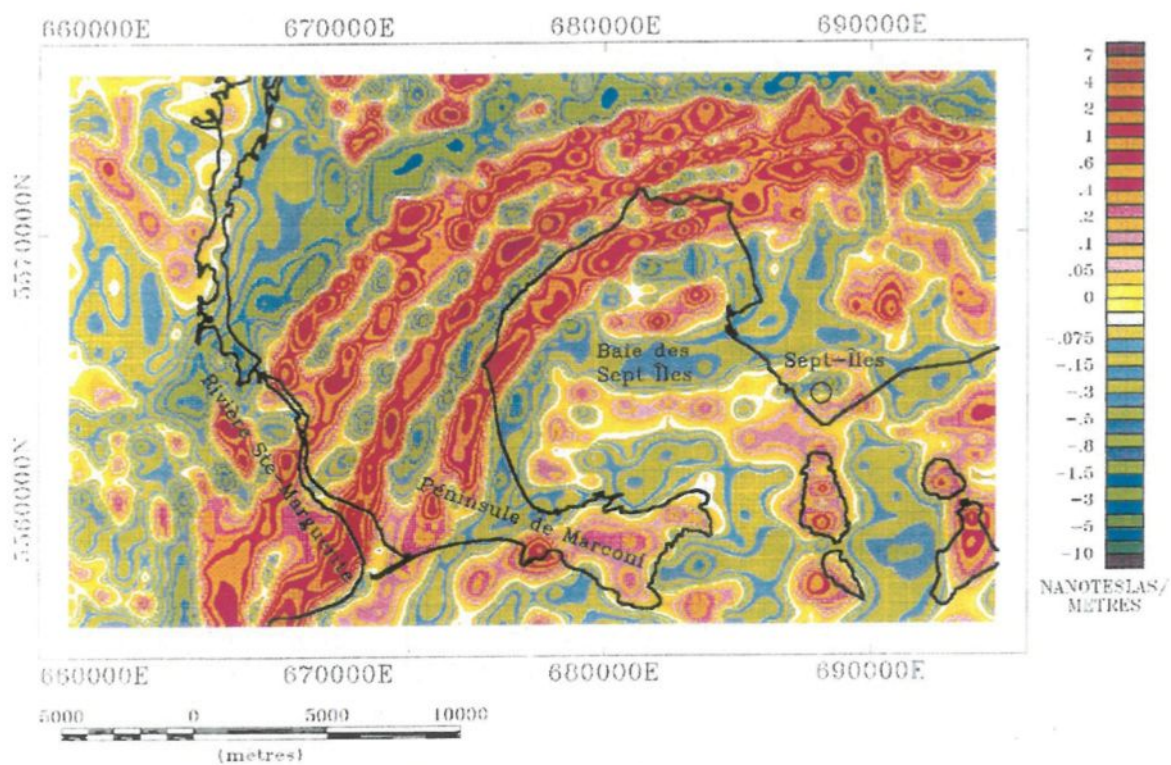 660000E 670000E 680000E 690000E
5570000N
5560000N
Rivière Ste-Marguerite
Baie des
Sept Îles
Sept-Îles
Péninsule de Marconi
7
4
2
1
.6
.4
.2
.1
.05
0
-.075
-.15
-.3
-.5
-.8
-1.5
-3
-5
-10
NANOTESLAS/
METRES
660000E 670000E 680000E 690000E
5000 0 5000 10000
(metres)